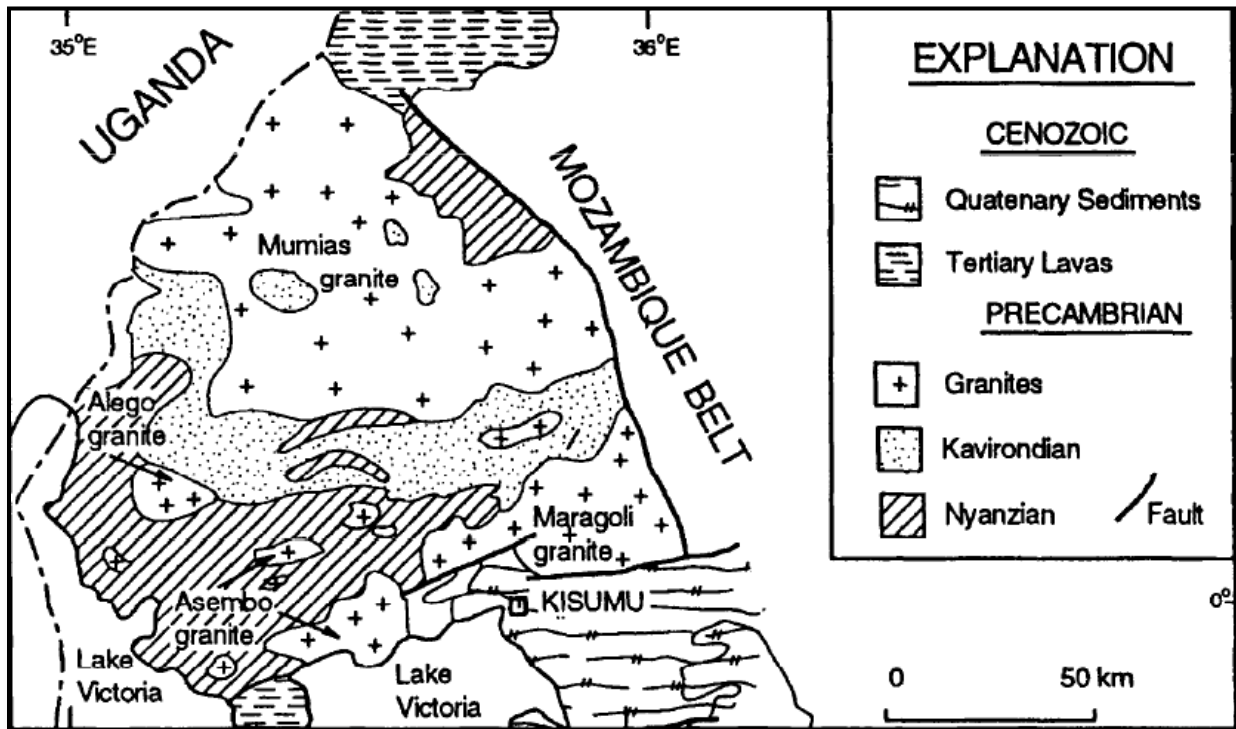 35°E
36°E
UGANDA
MOZAMBIQUE BELT
Mumias
granite
Alego
granite
Maragoli
granite
Asembo
granite
KISUMU
Lake
Victoria
Lake
Victoria
EXPLANATION
CENOZOIC
Quatenary Sediments
Tertiary Lavas
PRECAMBRIAN
Granites
Kavirondian
Nyanzian
Fault
0°
0 50 km